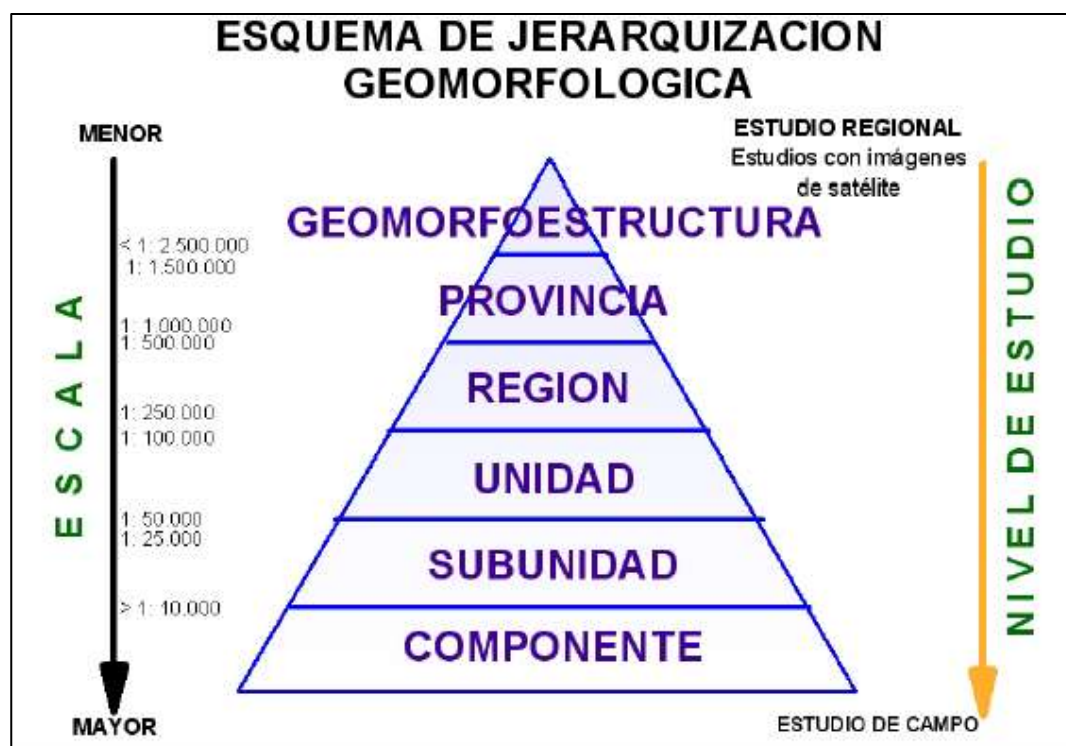 ESQUEMA DE JERARQUIZACION
GEOMORFOLOGICA
MENOR
ESTUDIO REGIONAL
Estudios con imágenes
de satélite
GEOMORFOESTRUCTURA
< 1: 2.500.000
1: 1.500.000
PROVINCIA
1: 1.000.000
1: 500.000
REGION
1: 250.000
1: 100.000
UNIDAD
1: 50.000
1: 25.000
SUBUNIDAD
> 1: 10.000
COMPONENTE
MAYOR
ESTUDIO DE CAMPO
ESCALA
NIVEL DE ESTUDIO